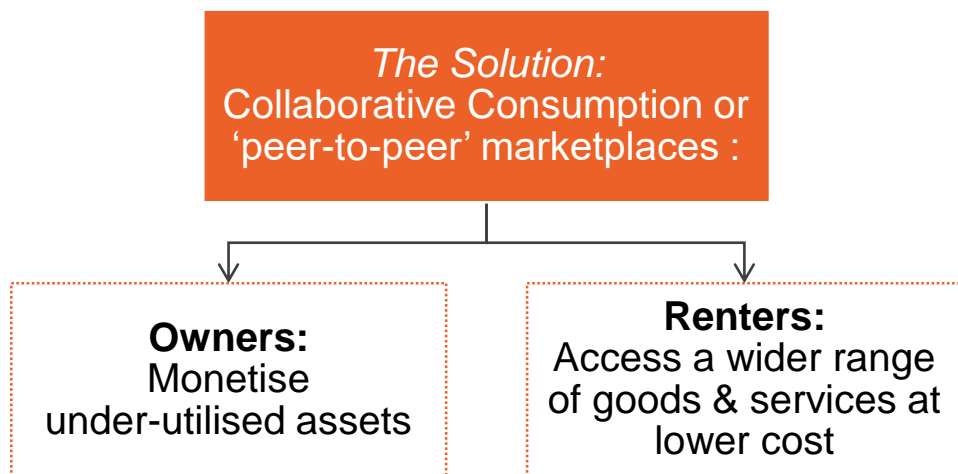 The Solution:
Collaborative Consumption or
‘peer-to-peer’ marketplaces :
Owners:
Monetise
under-utilised assets
Renters:
Access a wider range
of goods & services at
lower cost